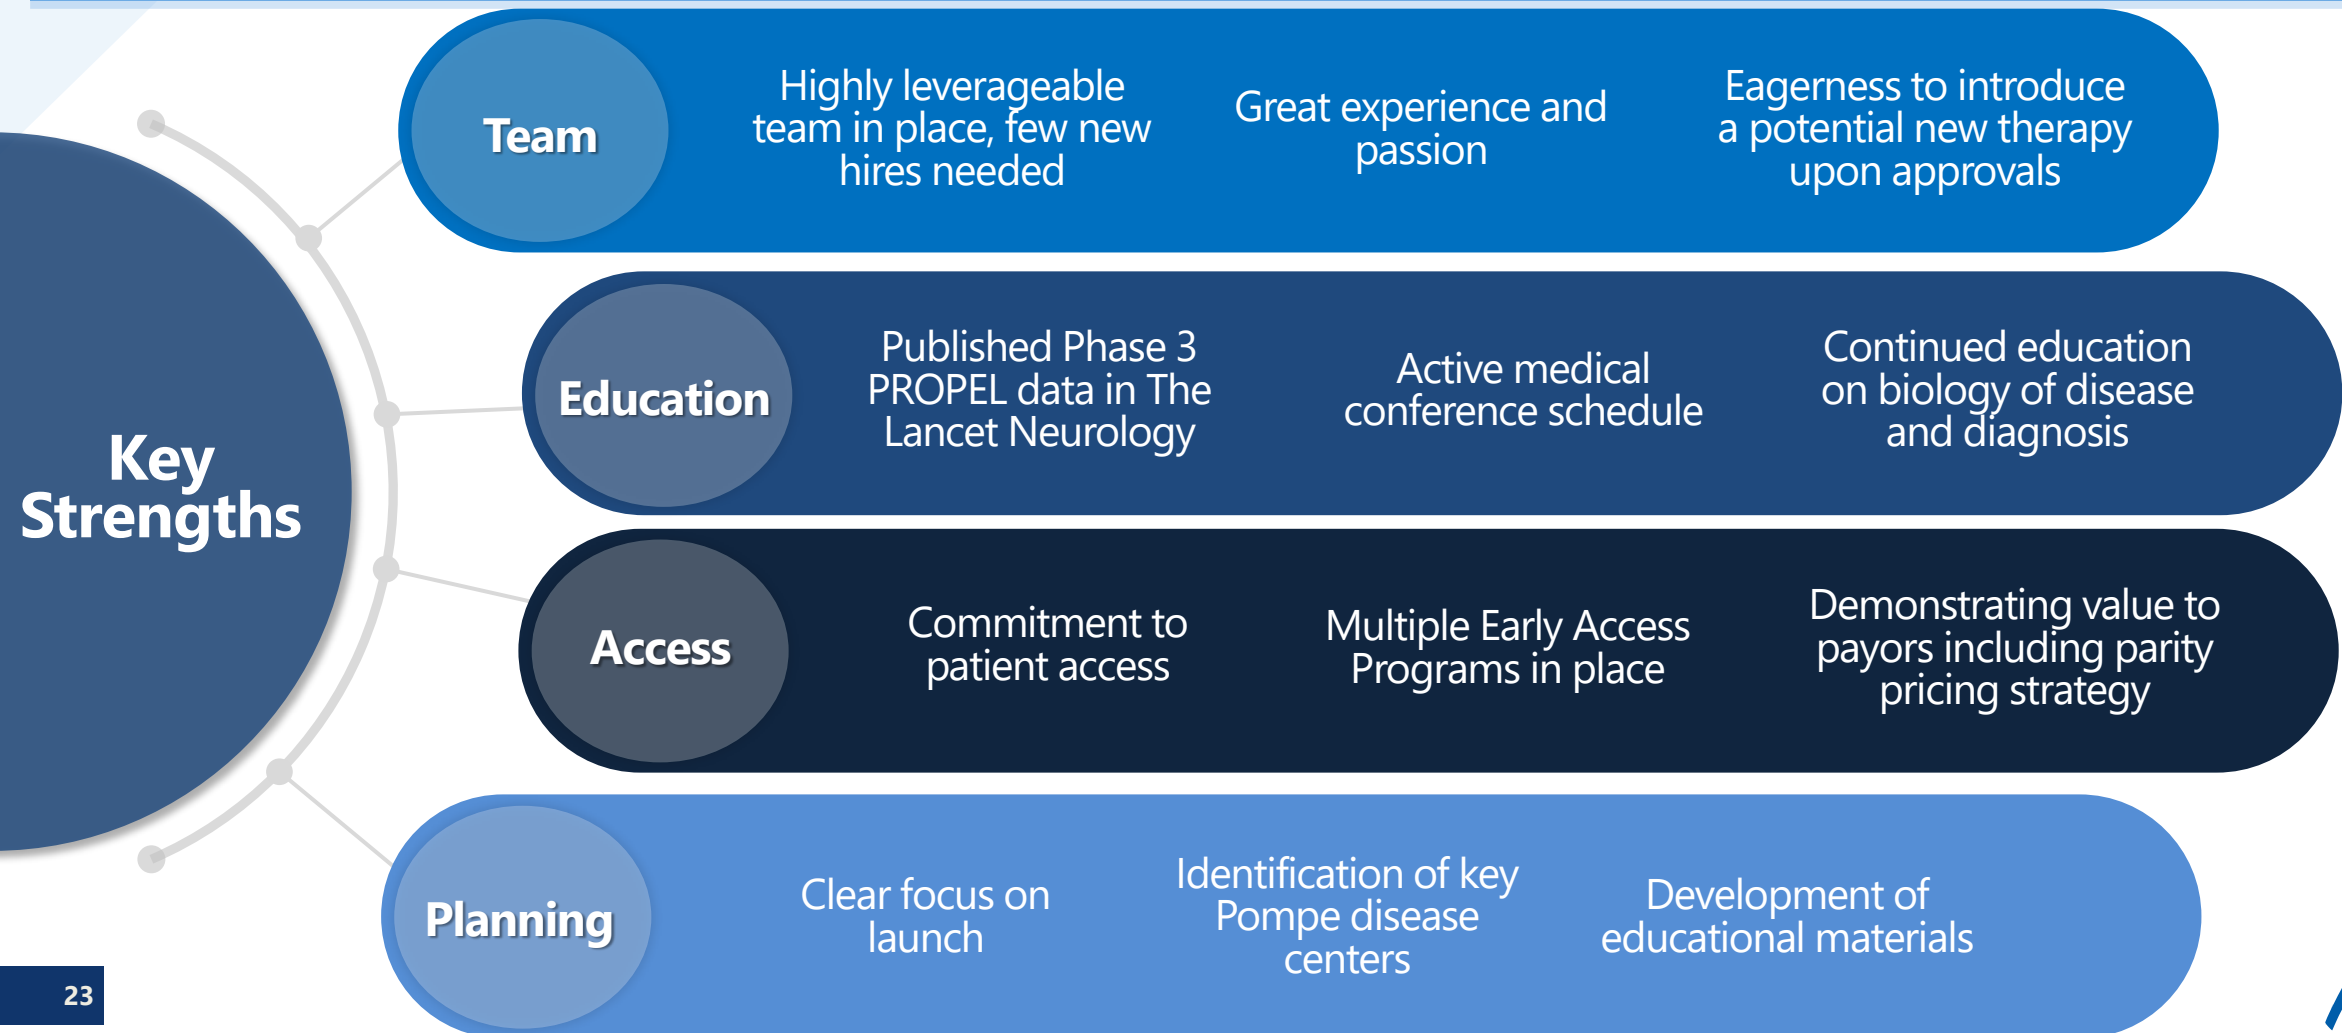 Key
Strengths
Team
Highly leverageable
team in place, few new
hires needed
Great experience and
passion
Eagerness to introduce
a potential new therapy
upon approvals
Education
Published Phase 3
PROPEL data in The
Lancet Neurology
Active medical
conference schedule
Continued education
on biology of disease
and diagnosis
Access
Commitment to
patient access
Multiple Early Access
Programs in place
Demonstrating value to
payors including parity
pricing strategy
Planning
Clear focus on
launch
Identification of key
Pompe disease
centers
Development of
educational materials
23